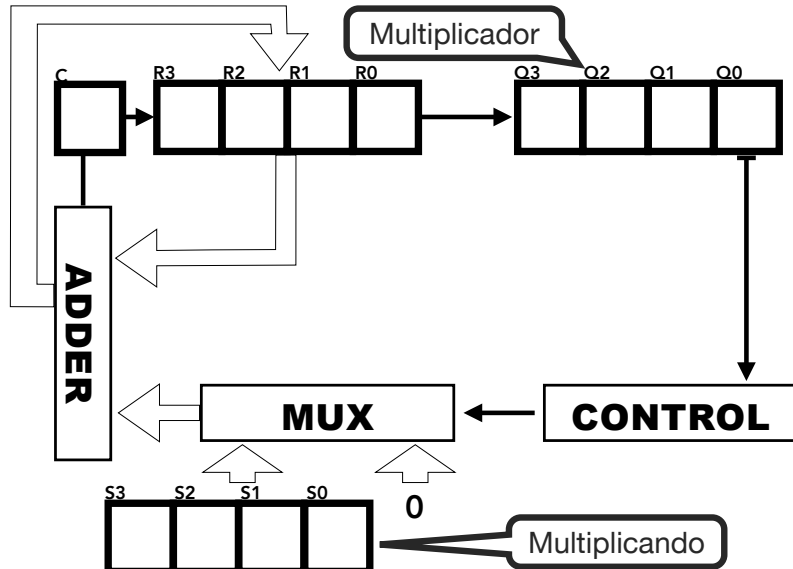 Multiplicador
C R3 R2 R1 R0 Q3 Q2 Q1 Q0
ADDER
MUX
CONTROL
S3 S2 S1 S0
0
Multiplicando